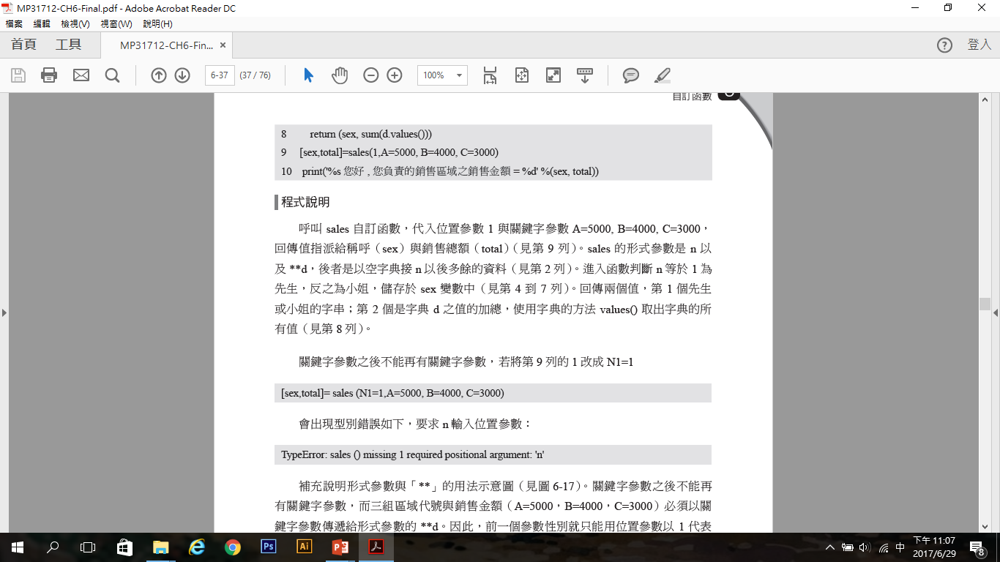 MP31712-CH6-Final.pdf - Adobe Acrobat Reader DC
檔案 編輯 檢視(V) 視窗(W) 說明(H)
首頁 工具 MP31712-CH6-Fin... × 登入
6-37 (37 / 76) 100%
自訂函數
8 return (sex, sum(d.values()))
9 [sex,total]=sales(1,A=5000, B=4000, C=3000)
10 print('%s 您好 , 您負責的銷售區域之銷售金額 = %d' %(sex, total))
程式說明
呼叫 sales 自訂函數，代入位置參數 1 與關鍵字參數 A=5000, B=4000, C=3000，
回傳值指派給稱呼（sex）與銷售總額（total）（見第 9 列）。sales 的形式參數是 n 以
及 **d，後者是以空字典接 n 以後多餘的資料（見第 2 列）。進入函數判斷 n 等於 1 為
先生，反之為小姐，儲存於 sex 變數中（見第 4 到 7 列）。回傳兩個值，第 1 個先生
或小姐的字串；第 2 個是字典 d 之值的加總，使用字典的方法 values() 取出字典的所
有值（見第 8 列）。
關鍵字參數之後不能再有關鍵字參數，若將第 9 列的 1 改成 N1=1
[sex,total]= sales (N1=1,A=5000, B=4000, C=3000)
會出現型別錯誤如下，要求 n 輸入位置參數：
TypeError: sales () missing 1 required positional argument: 'n'
補充說明形式參數與「 ** 」的用法示意圖（見圖 6-17）。關鍵字參數之後不能再
有關鍵字參數，而三組區域代號與銷售金額（A=5000，B=4000，C=3000）必須以關
鍵字參數傳遞給形式參數的 **d。因此，前一個參數性別就只能用位置參數以 1 代表
Ps Ai 中 下午 11:07
2017/6/29 8